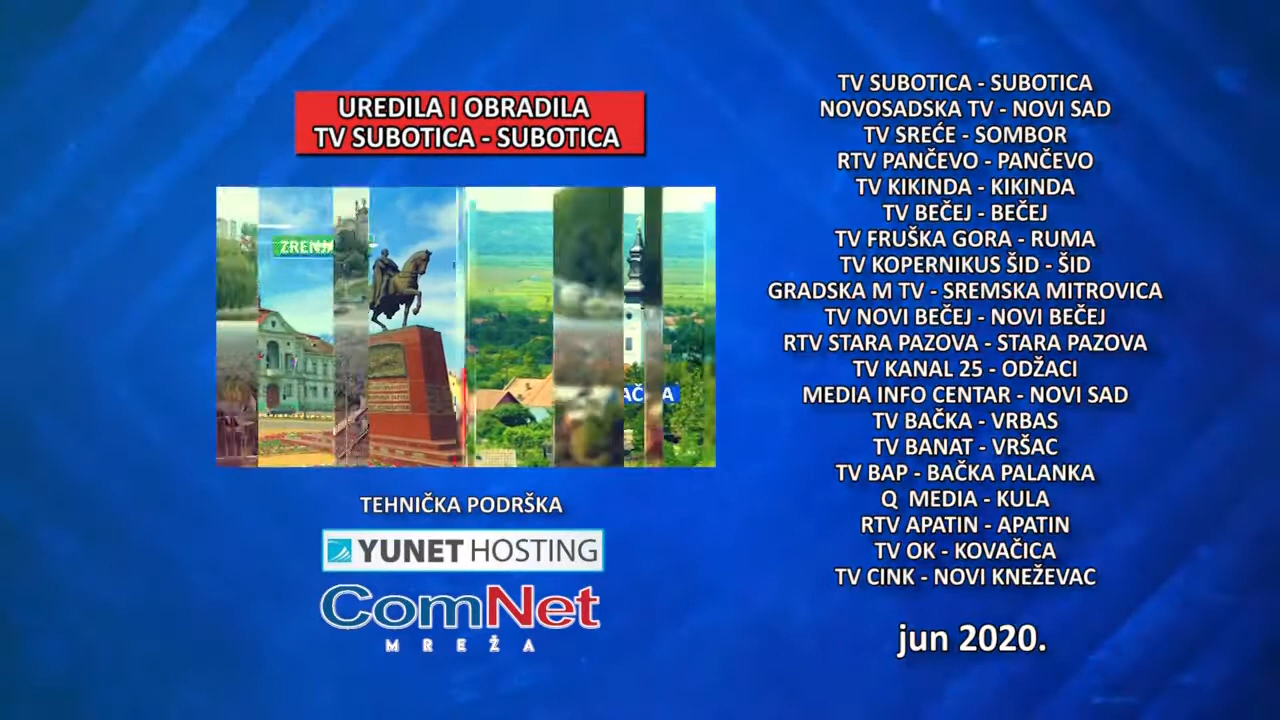 UREDILA I OBRADILA
TV SUBOTICA - SUBOTICA
TEHNIČKA PODRŠKA
YUNET HOSTING
ComNet
MREŽA
TV SUBOTICA - SUBOTICA
NOVOSADSKA TV - NOVI SAD
TV SREĆE - SOMBOR
RTV PANČEVO - PANČEVO
TV KIKINDA - KIKINDA
TV BEČEJ - BEČEJ
TV FRUŠKA GORA - RUMA
TV KOPERNIKUS ŠID - ŠID
GRADSKA M TV - SREMSKA MITROVICA
TV NOVI BEČEJ - NOVI BEČEJ
RTV STARA PAZOVA - STARA PAZOVA
TV KANAL 25 - ODŽACI
MEDIA INFO CENTAR - NOVI SAD
TV BAČKA - VRBAS
TV BANAT - VRŠAC
TV BAP - BAČKA PALANKA
Q MEDIA - KULA
RTV APATIN - APATIN
TV OK - KOVAČICA
TV CINK - NOVI KNEŽEVAC
jun 2020.